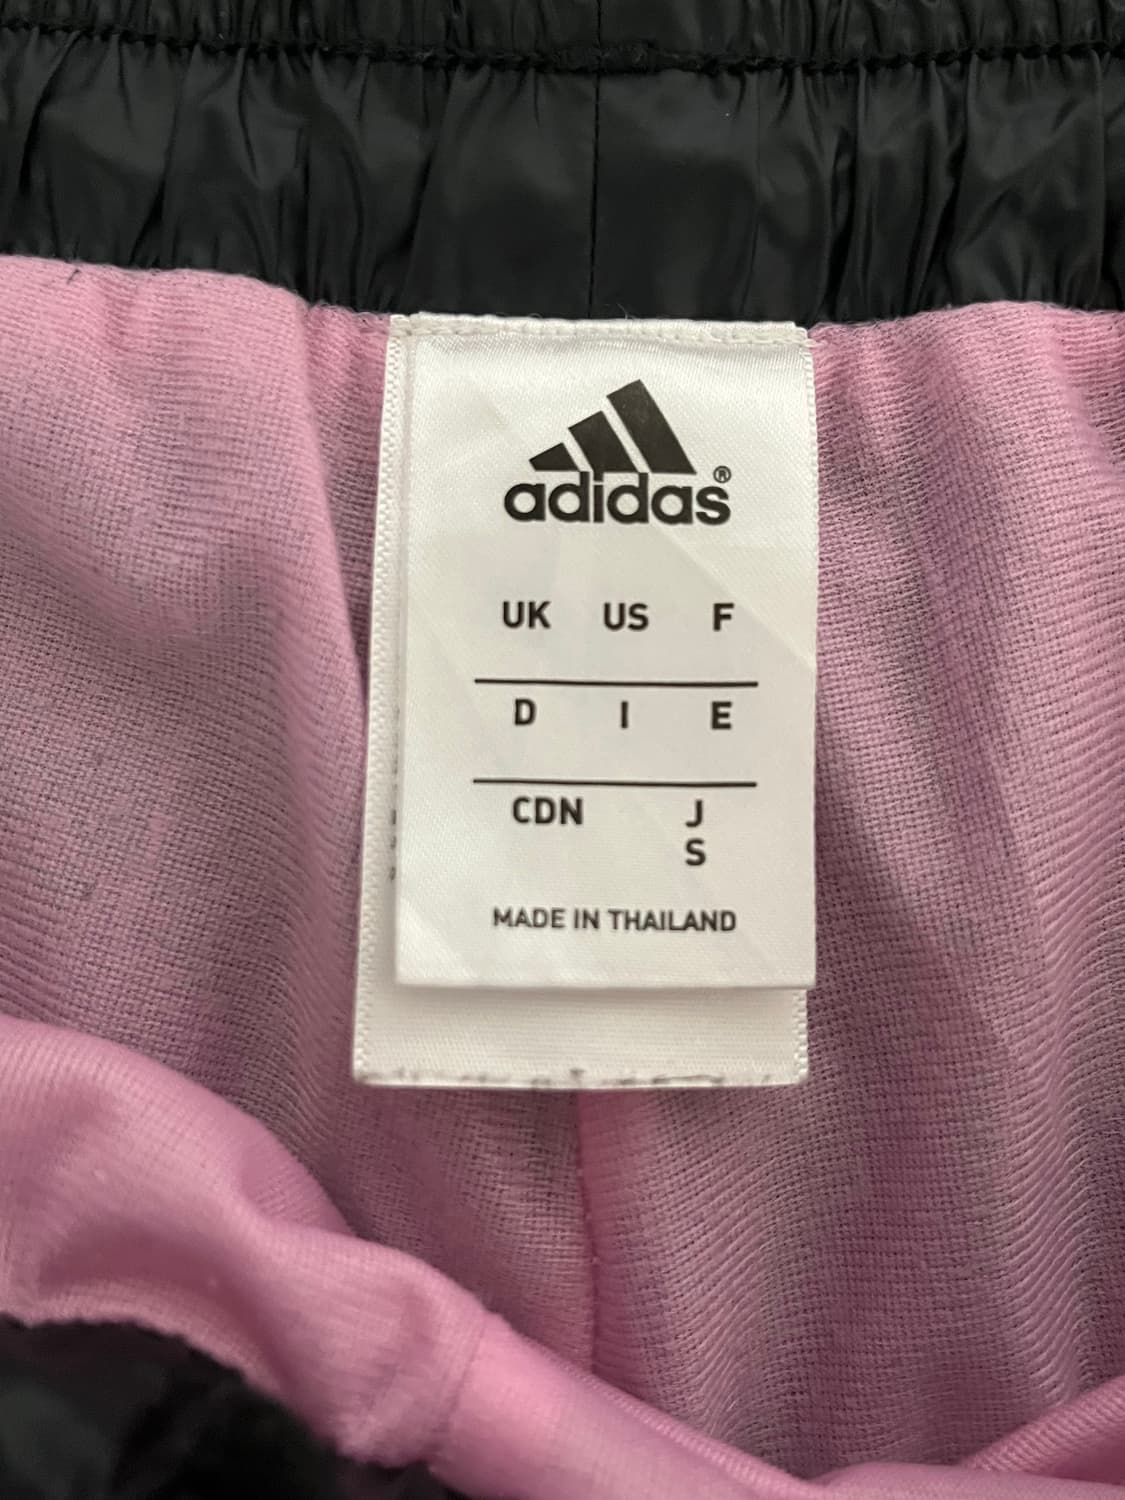 adidas®
UK US F
D I E
CDN J
S
MADE IN THAILAND